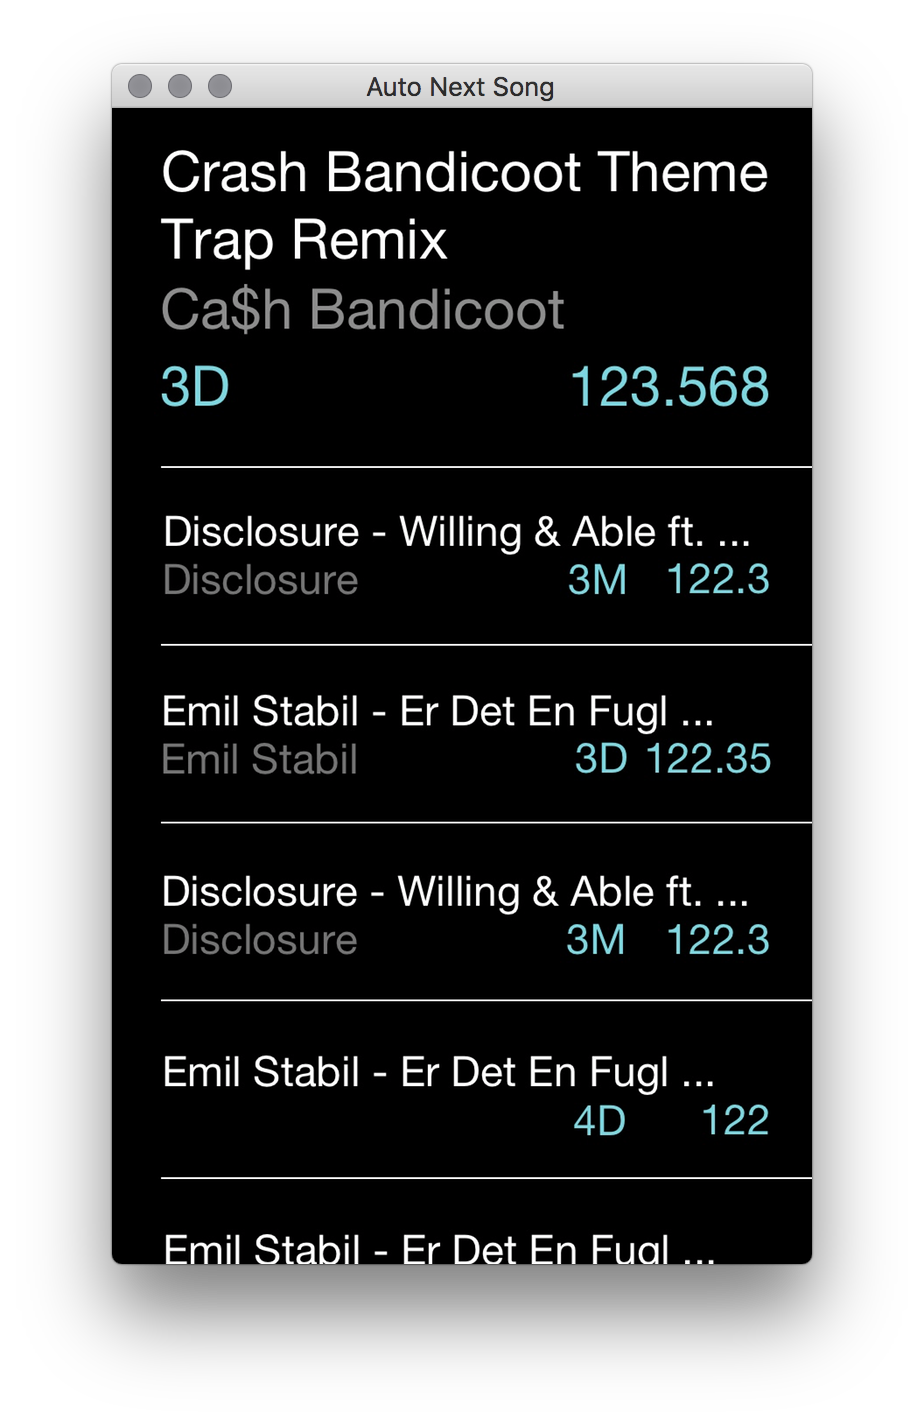 Auto Next Song
Crash Bandicoot Theme
Trap Remix
Ca$h Bandicoot
3D 123.568
Disclosure - Willing & Able ft. ...
Disclosure 3M 122.3
Emil Stabil - Er Det En Fugl ...
Emil Stabil 3D 122.35
Disclosure - Willing & Able ft. ...
Disclosure 3M 122.3
Emil Stabil - Er Det En Fugl ...
4D 122
Emil Stabil - Er Det En Fugl ...